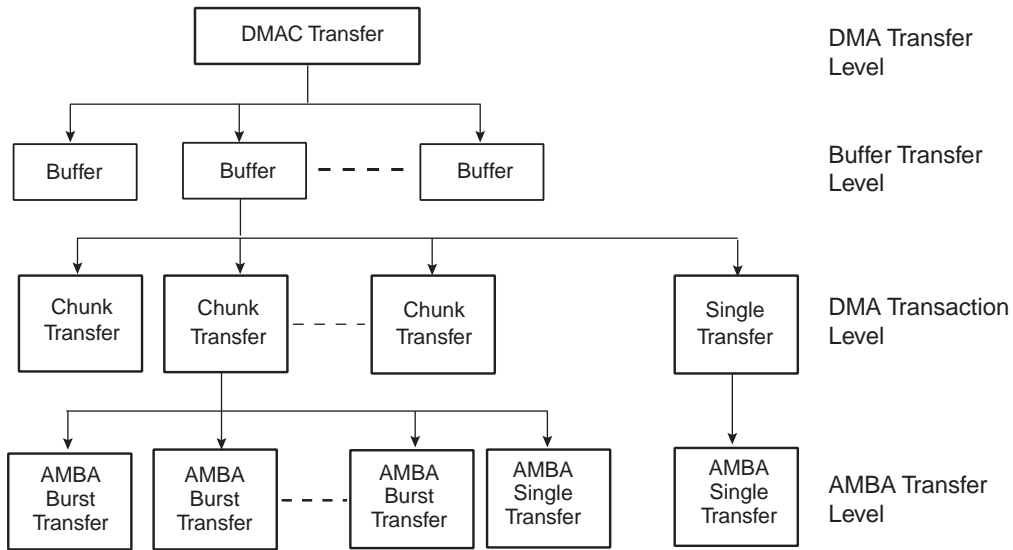 DMAC Transfer
DMA Transfer
Level
Buffer
Buffer
Buffer
Buffer Transfer
Level
Chunk
Transfer
Chunk
Transfer
Chunk
Transfer
Single
Transfer
DMA Transaction
Level
AMBA
Burst
Transfer
AMBA
Burst
Transfer
AMBA
Burst
Transfer
AMBA
Single
Transfer
AMBA
Single
Transfer
AMBA Transfer
Level